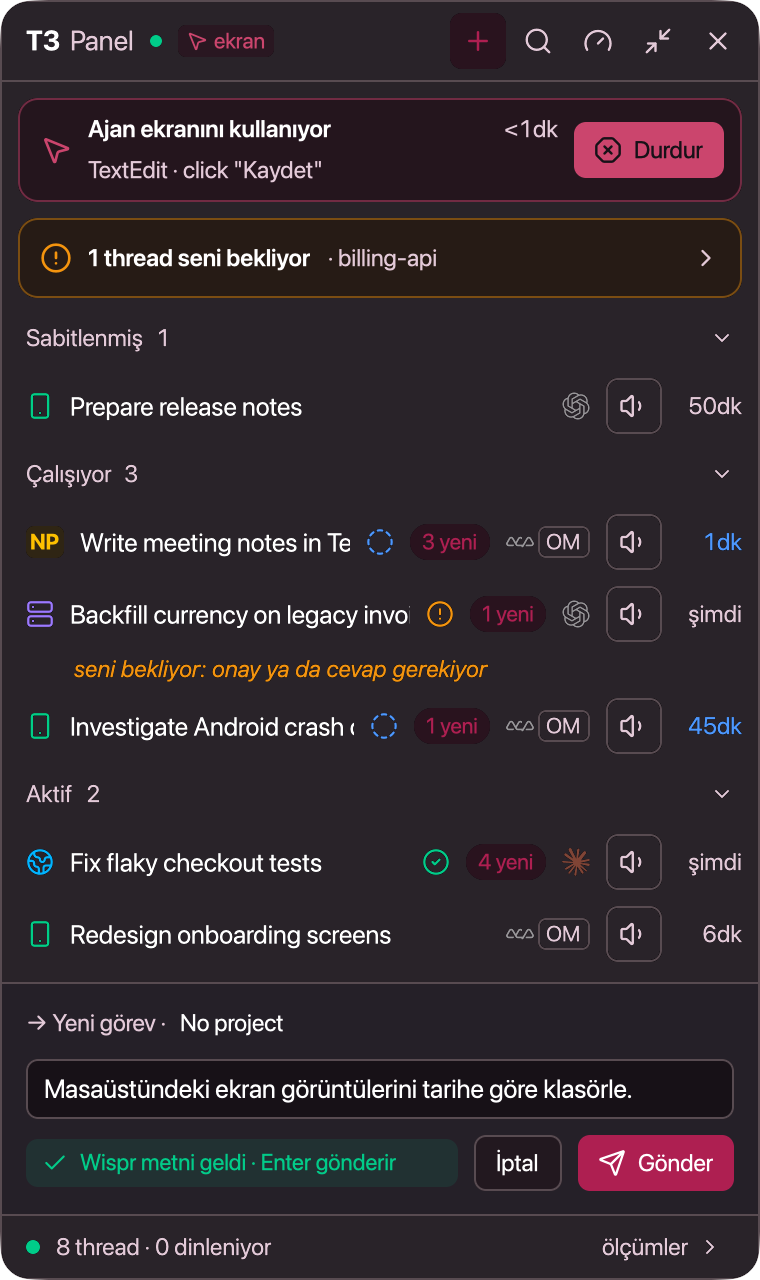 T3 Panel ekran
Ajan ekranını kullanıyor <1dk
TextEdit · click "Kaydet"
Durdur
1 thread seni bekliyor · billing-api
Sabitlenmiş 1
Prepare release notes 50dk
Çalışıyor 3
NP Write meeting notes in Te 3 yeni OM 1dk
Backfill currency on legacy invoi 1 yeni şimdi
seni bekliyor: onay ya da cevap gerekiyor
Investigate Android crash 1 yeni OM 45dk
Aktif 2
Fix flaky checkout tests 4 yeni şimdi
Redesign onboarding screens OM 6dk
→ Yeni görev · No project
Masaüstündeki ekran görüntülerini tarihe göre klasörle.
Wispr metni geldi · Enter gönderir İptal Gönder
8 thread · 0 dinleniyor ölçümler